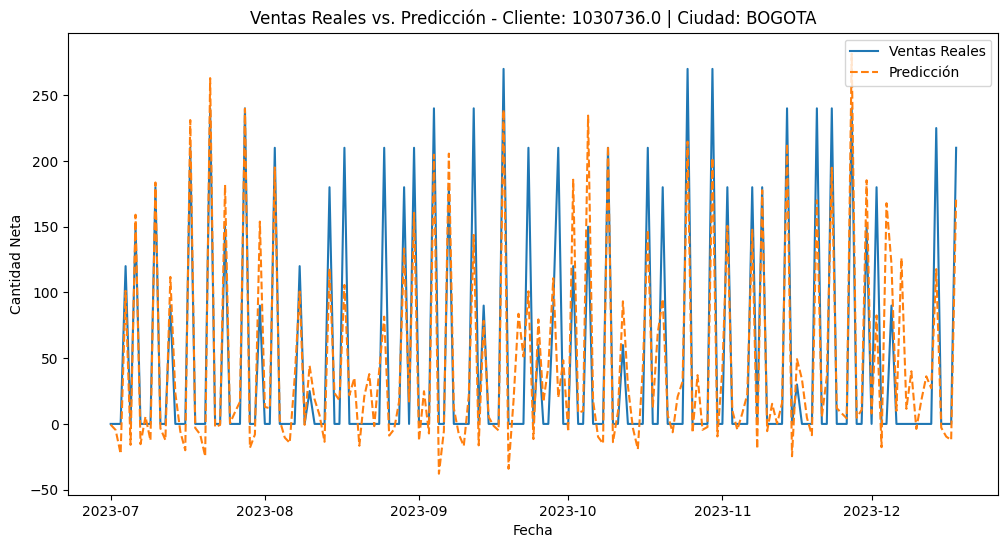 Ventas Reales vs. Predicción - Cliente: 1030736.0 | Ciudad: BOGOTA
Ventas Reales
Predicción
Cantidad Neta
250
200
150
100
50
0
−50
2023-07 2023-08 2023-09 2023-10 2023-11 2023-12
Fecha